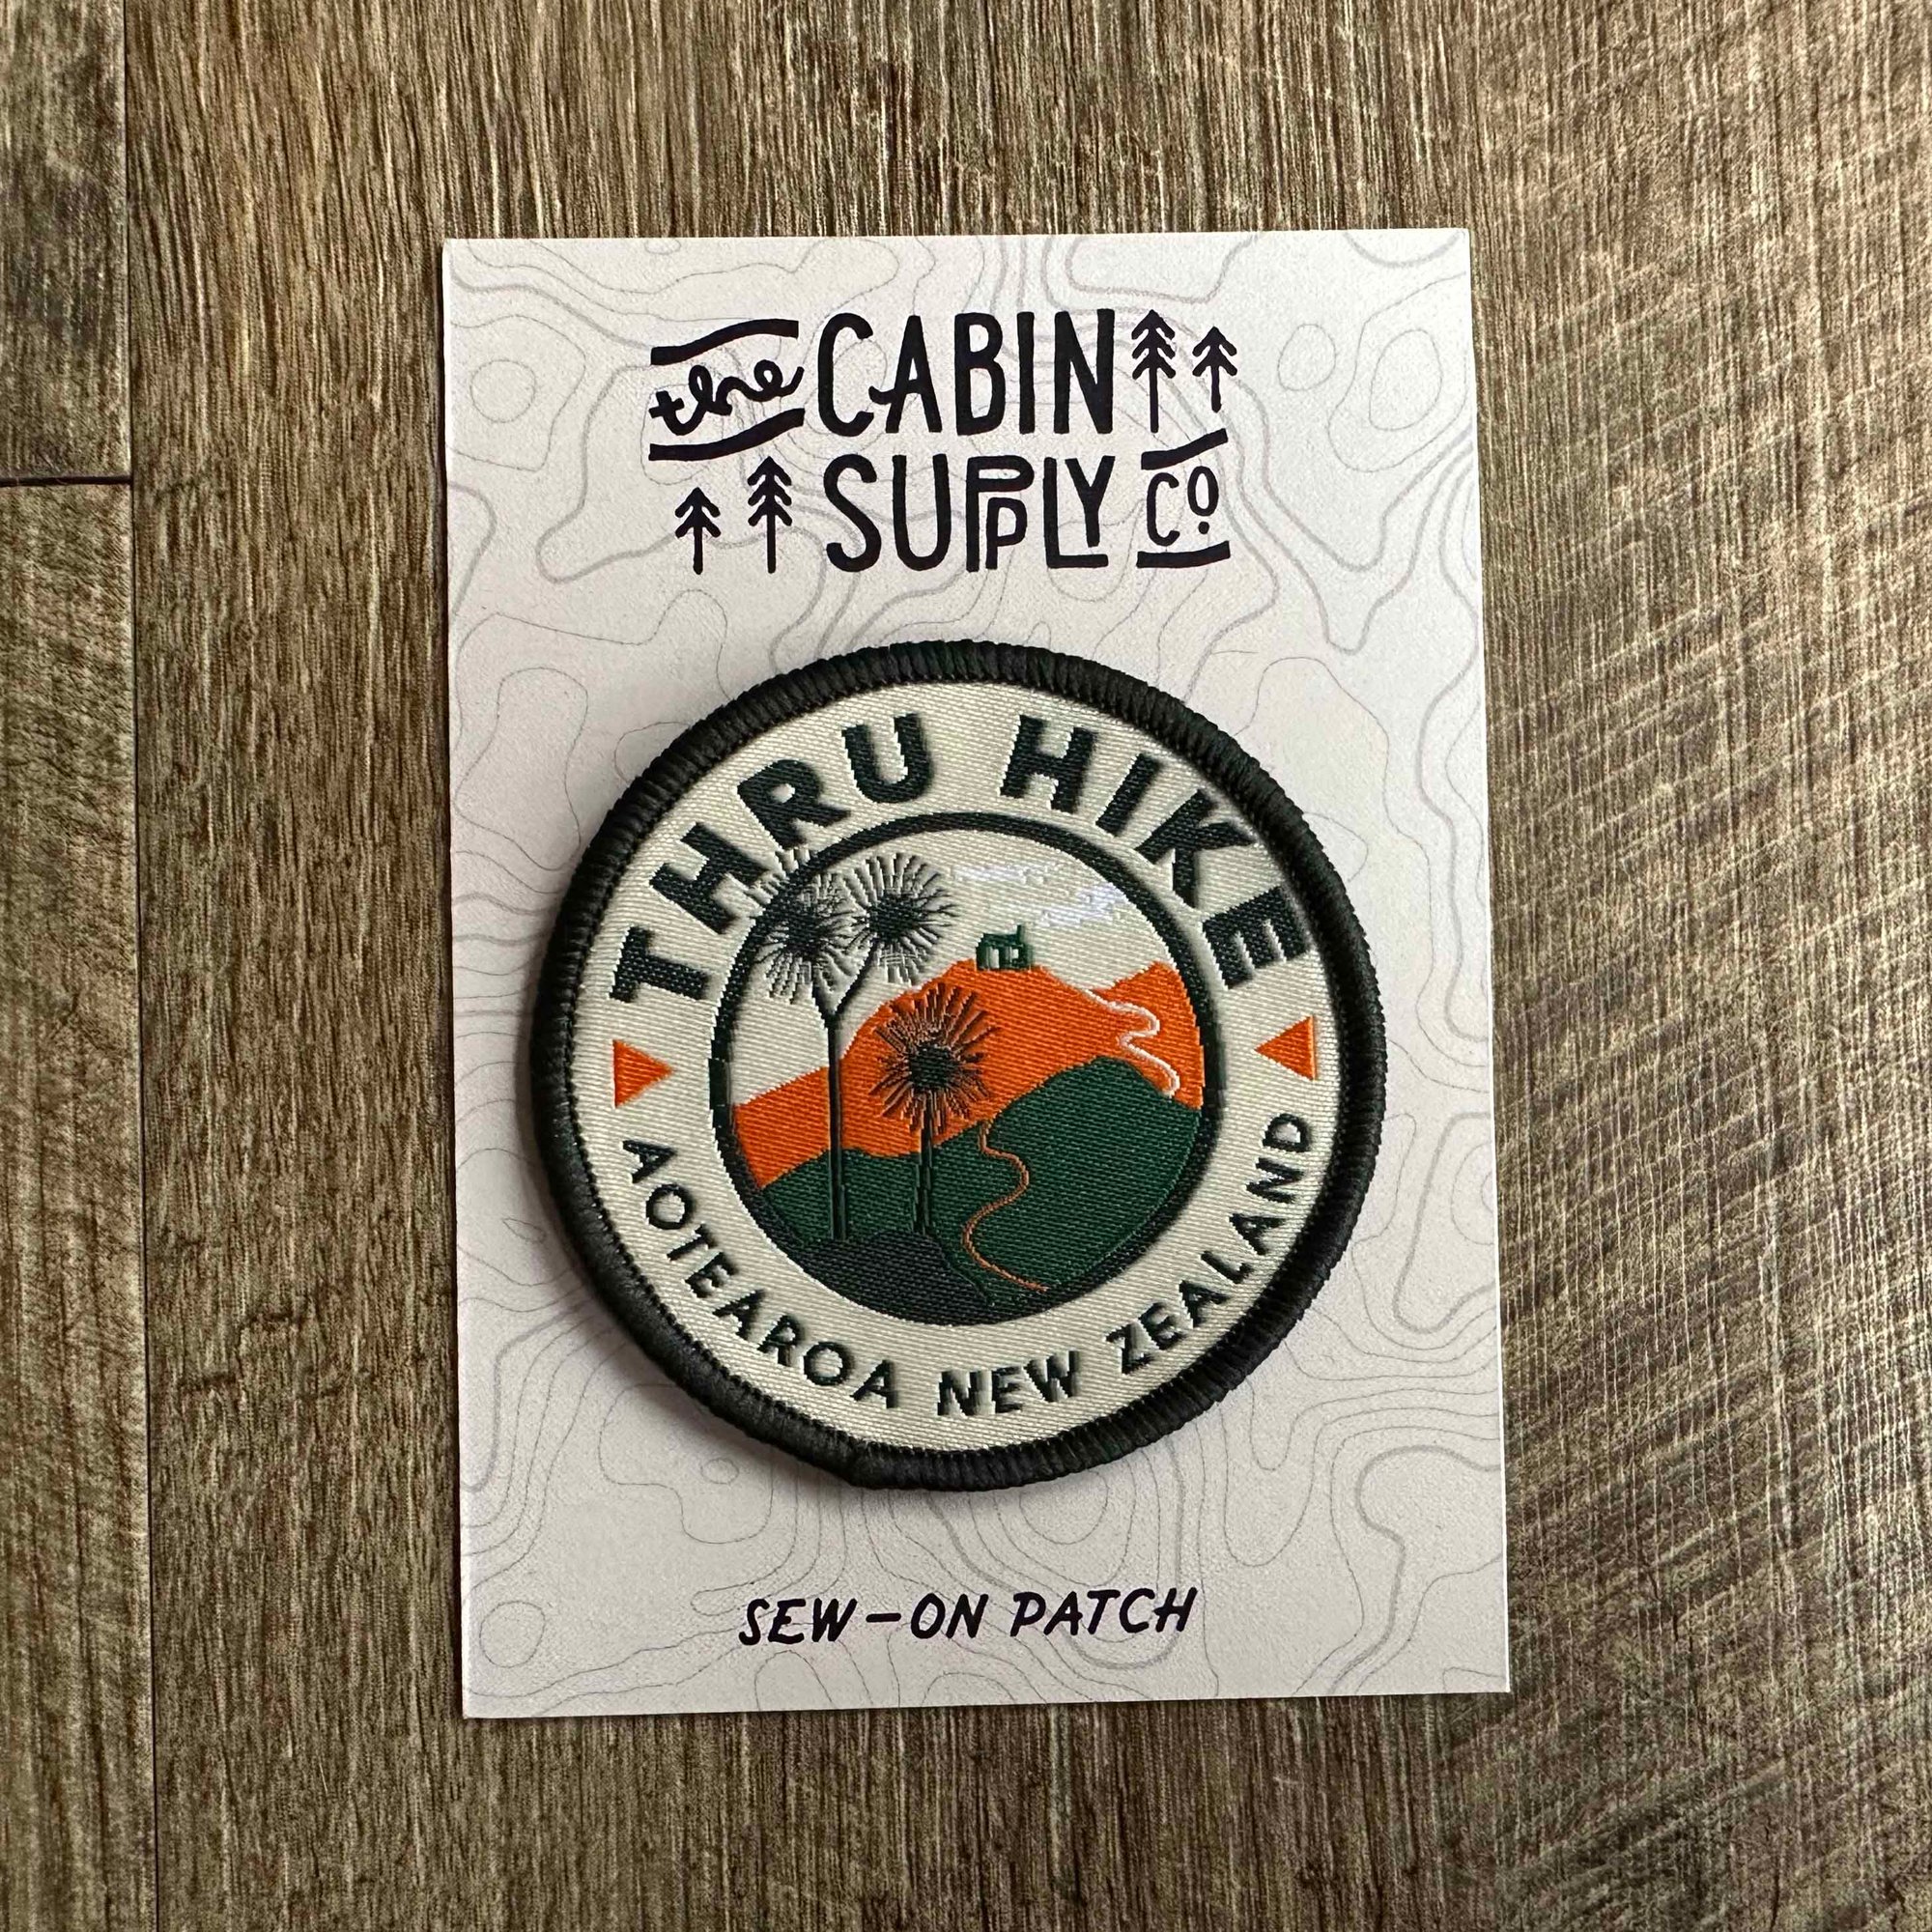 the CABIN
SUPPLY CO.
THRU HIKE
AOTEAROA NEW ZEALAND
SEW-ON PATCH